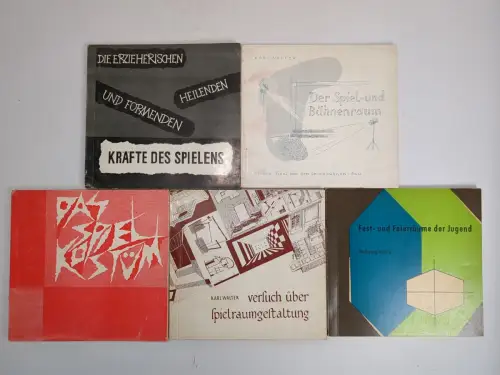 DIE ERZIEHERISCHEN
HEILENDEN
UND FORMENDEN
KRAFTE DES SPIELENS
KARL WALTER
Der Spiel-und
Bühnenraum
DAS
SPIEL
KOSTÜM
KARL WALTER
versuch über
spielraumgestaltung
Fest- und Feierräume der Jugend